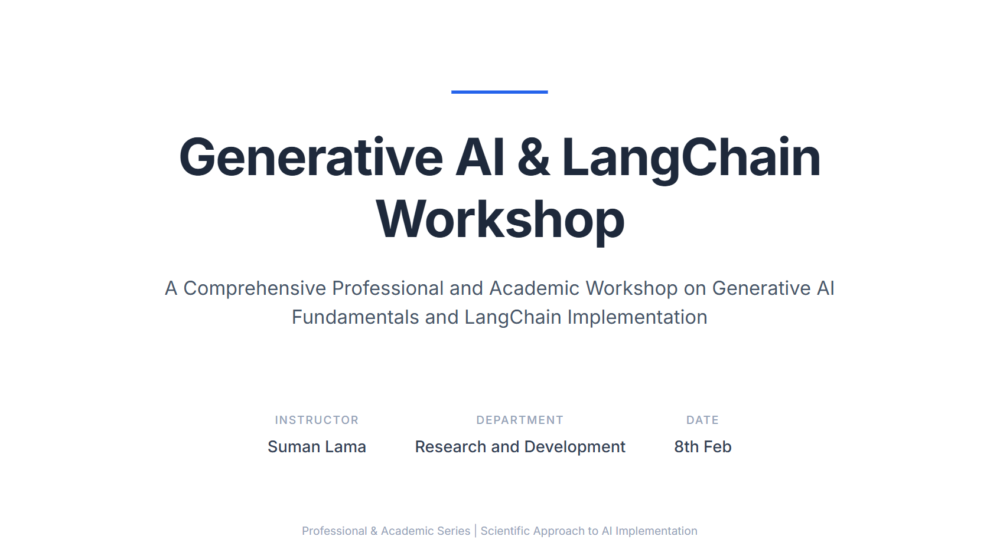 Generative AI & LangChain
Workshop
A Comprehensive Professional and Academic Workshop on Generative AI
Fundamentals and LangChain Implementation
INSTRUCTOR
Suman Lama
DEPARTMENT
Research and Development
DATE
8th Feb
Professional & Academic Series | Scientific Approach to AI Implementation